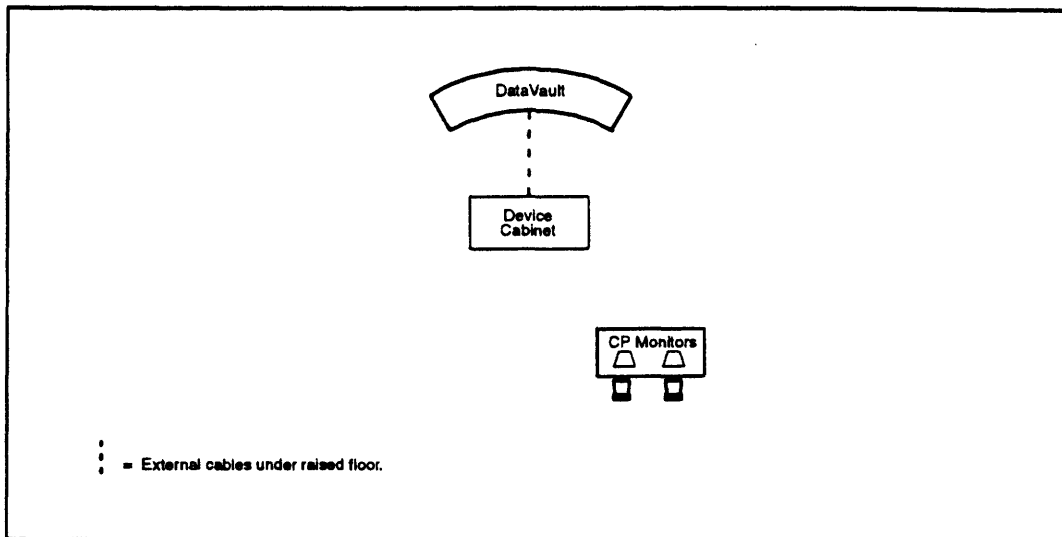 DataVault
Device
Cabinet
CP Monitors
= External cables under raised floor.